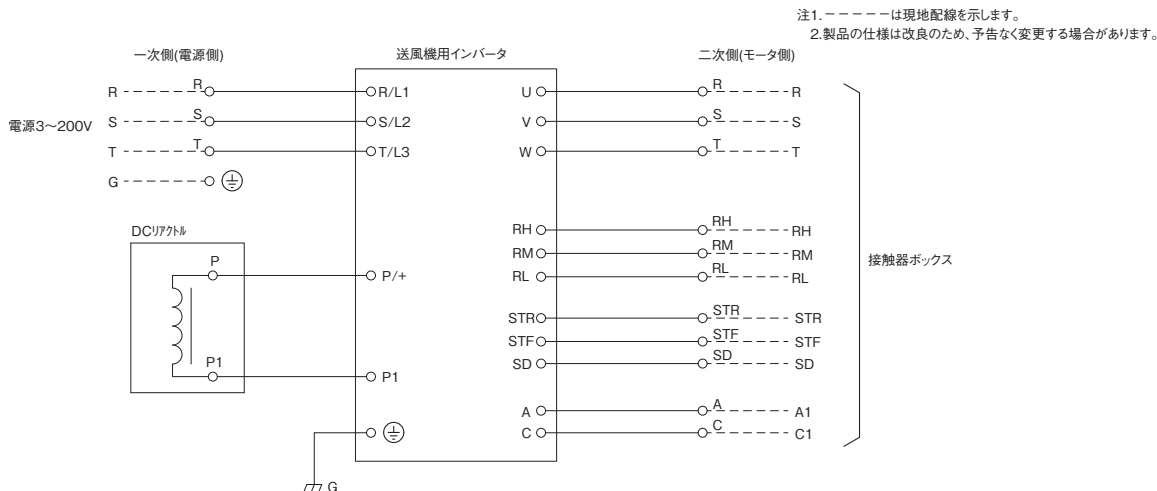 注1.－－－－－は現地配線を示します。
2.製品の仕様は改良のため、予告なく変更する場合があります。
一次側(電源側)
送風機用インバータ
二次側(モータ側)
R R R/L1 U R R
電源3～200V S S S/L2 V S S
T T T/L3 W T T
G
DCリアクトル
RH RH RH
RM RM RM
接触器ボックス
P P/+ RL RL RL
STR STR STR
STF STF STF
P1 SD SD SD
P1
A A A1
C C C1
G